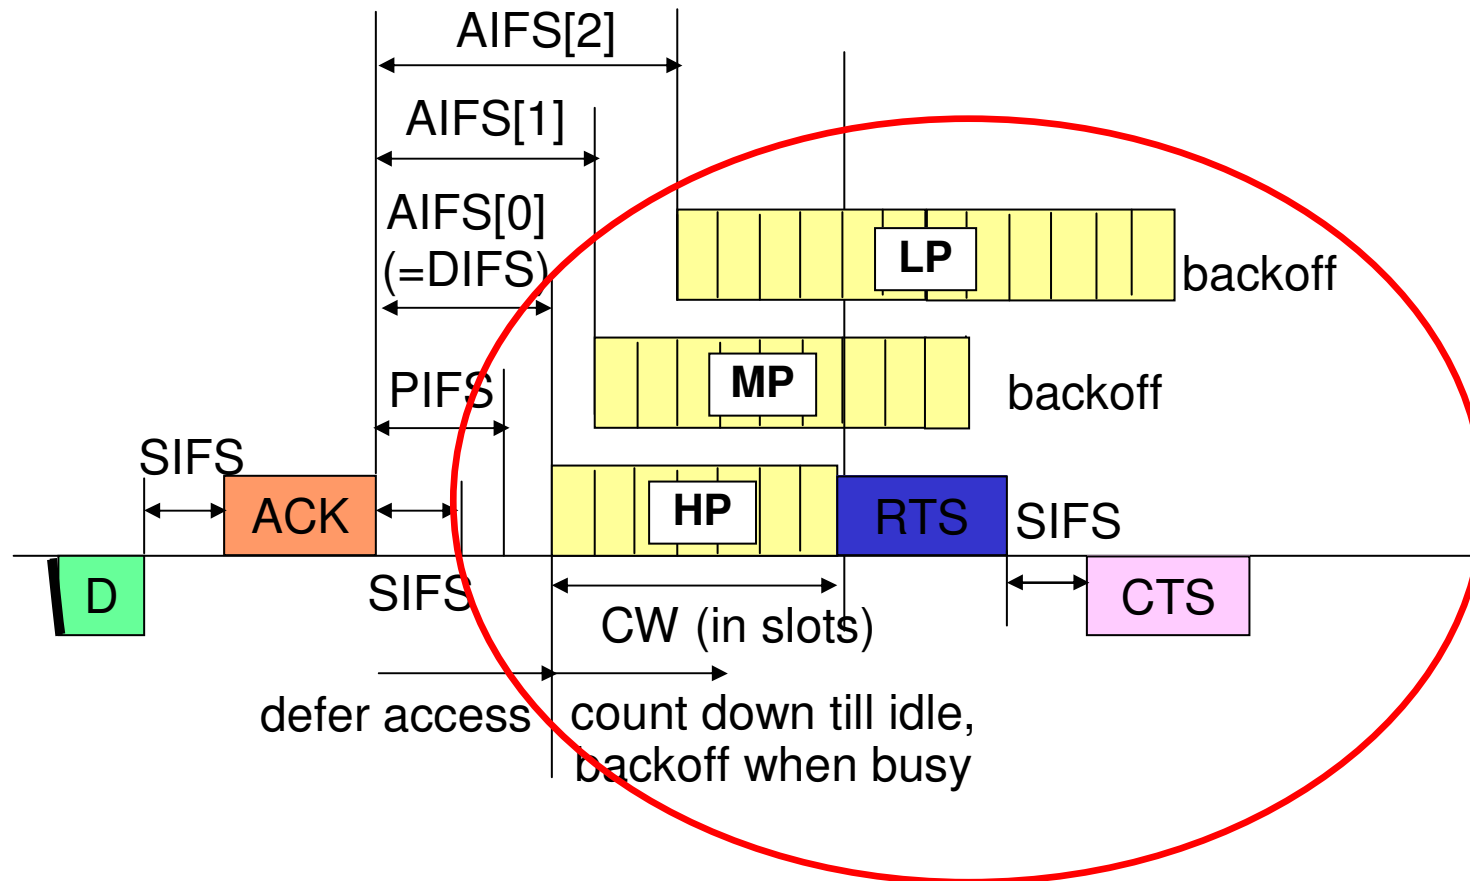 AIFS[2]
AIFS[1]
AIFS[0]
(=DIFS)
LP
backoff
PIFS
MP
backoff
SIFS
ACK
HP
RTS
SIFS
D
SIFS
CTS
CW (in slots)
defer access
count down till idle,
backoff when busy